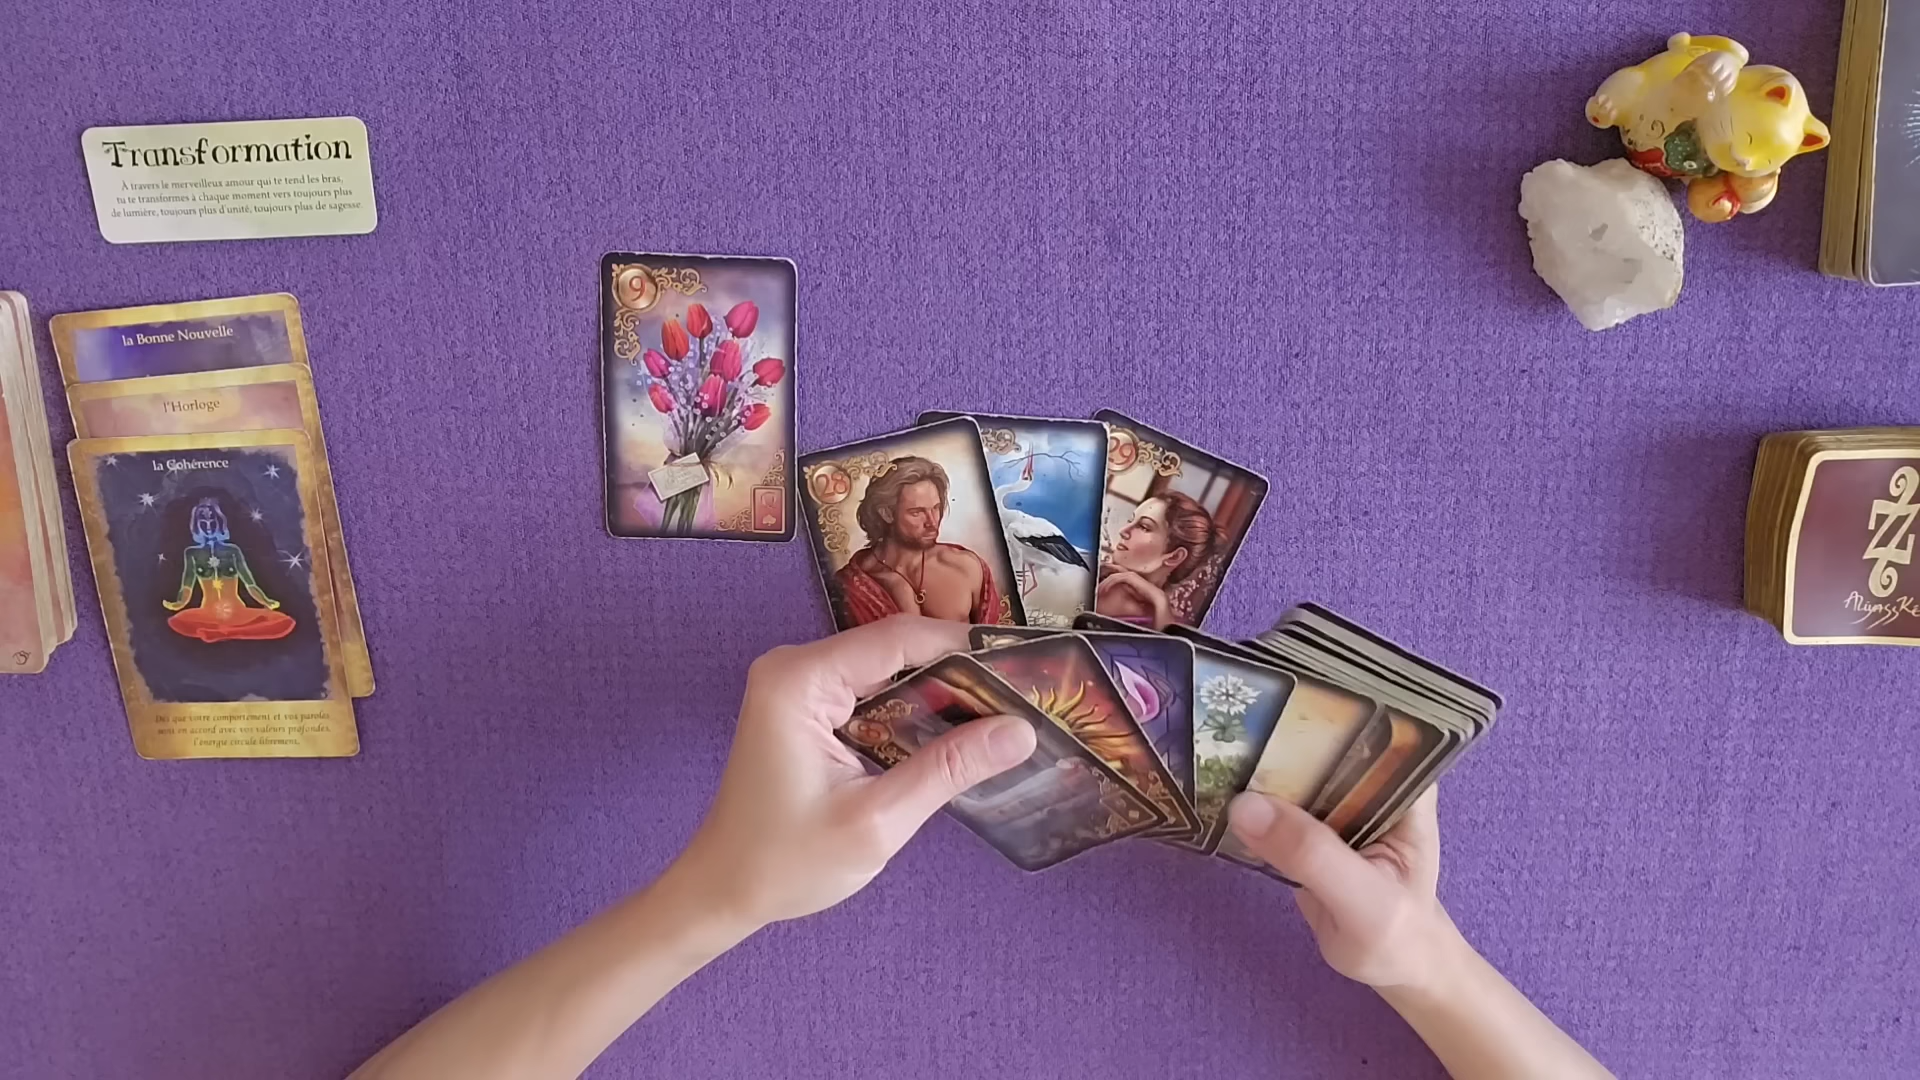 Transformation
À travers le merveilleux amour qui te tend les bras,
tu te transformes à chaque moment vers toujours plus
de lumière, toujours plus d'unité, toujours plus de sagesse.
la Bonne Nouvelle
l'Horloge
la Cohérence
Dès que votre comportement et vos paroles
sont en accord avec vos valeurs profondes,
l'énergie circule librement.
9
Q
28
29
8